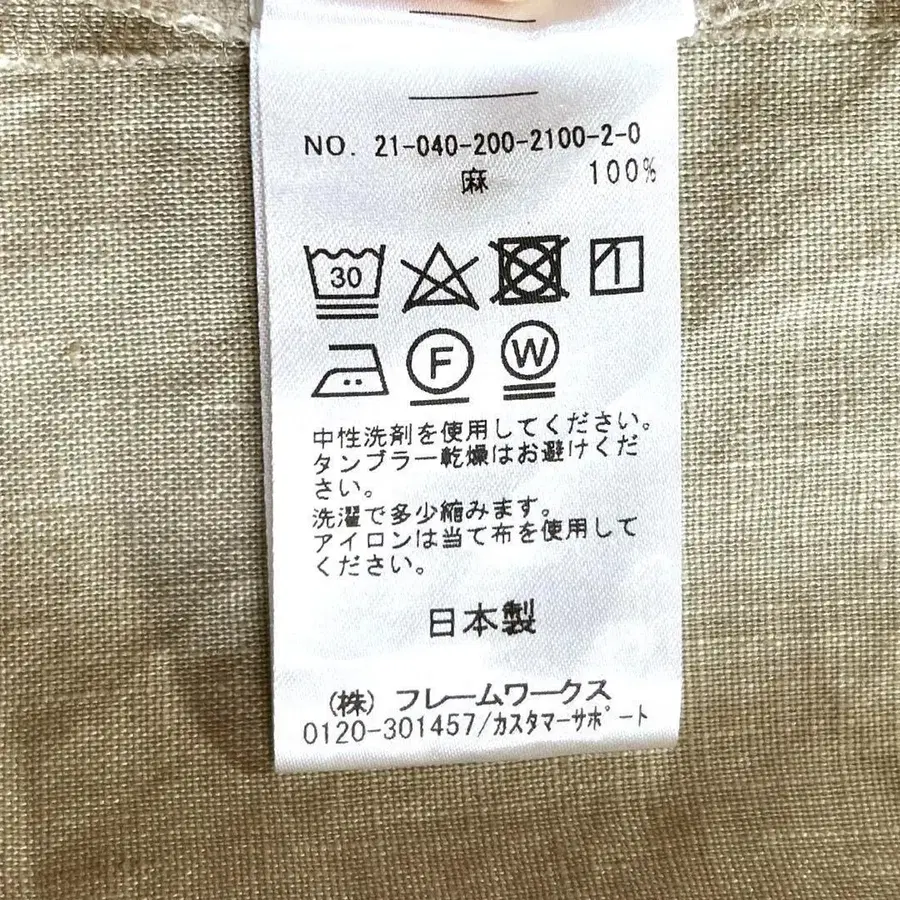 NO. 21-040-200-2100-2-0
麻 100%
30
F W
中性洗剤を使用してください。
タンブラー乾燥はお避けくだ
さい。
洗濯で多少縮みます。
アイロンは当て布を使用して
ください。
日本製
(株) フレームワークス
0120-301457/カスタマーサポート